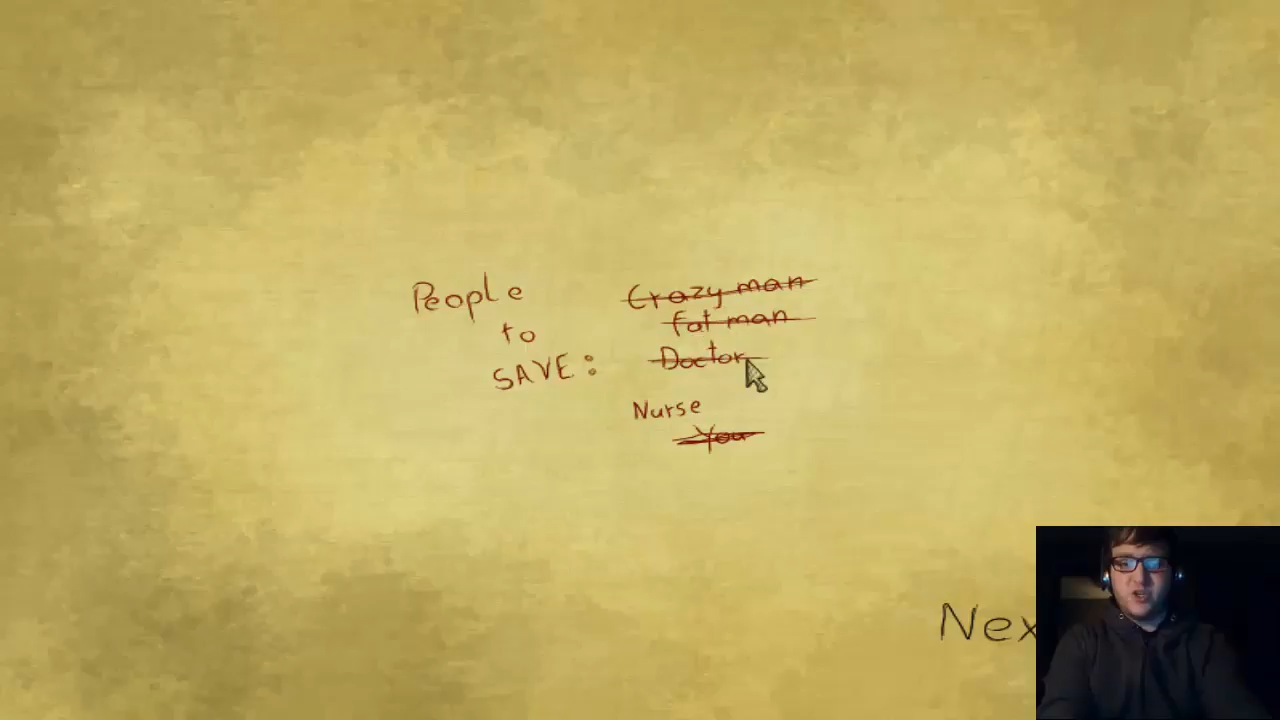 People
to
SAVE:
Crazy man
fat man
Doctor
Nurse
You
Nex